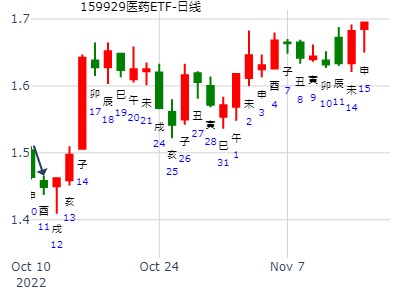 159929医药ETF-日线
1.7
1.6
1.5
1.4
申
0
酉
11
戌
12
亥
13
子
14
卯
17
辰
18
巳
19
午
20
未
21
戌
24
亥
25
子
26
丑
27
寅
28
巳
31
午
1
未
2
申
3
酉
4
子
7
丑
8
寅
9
卯
10
辰
11
未
14
申
15
Oct 10
2022
Oct 24
Nov 7